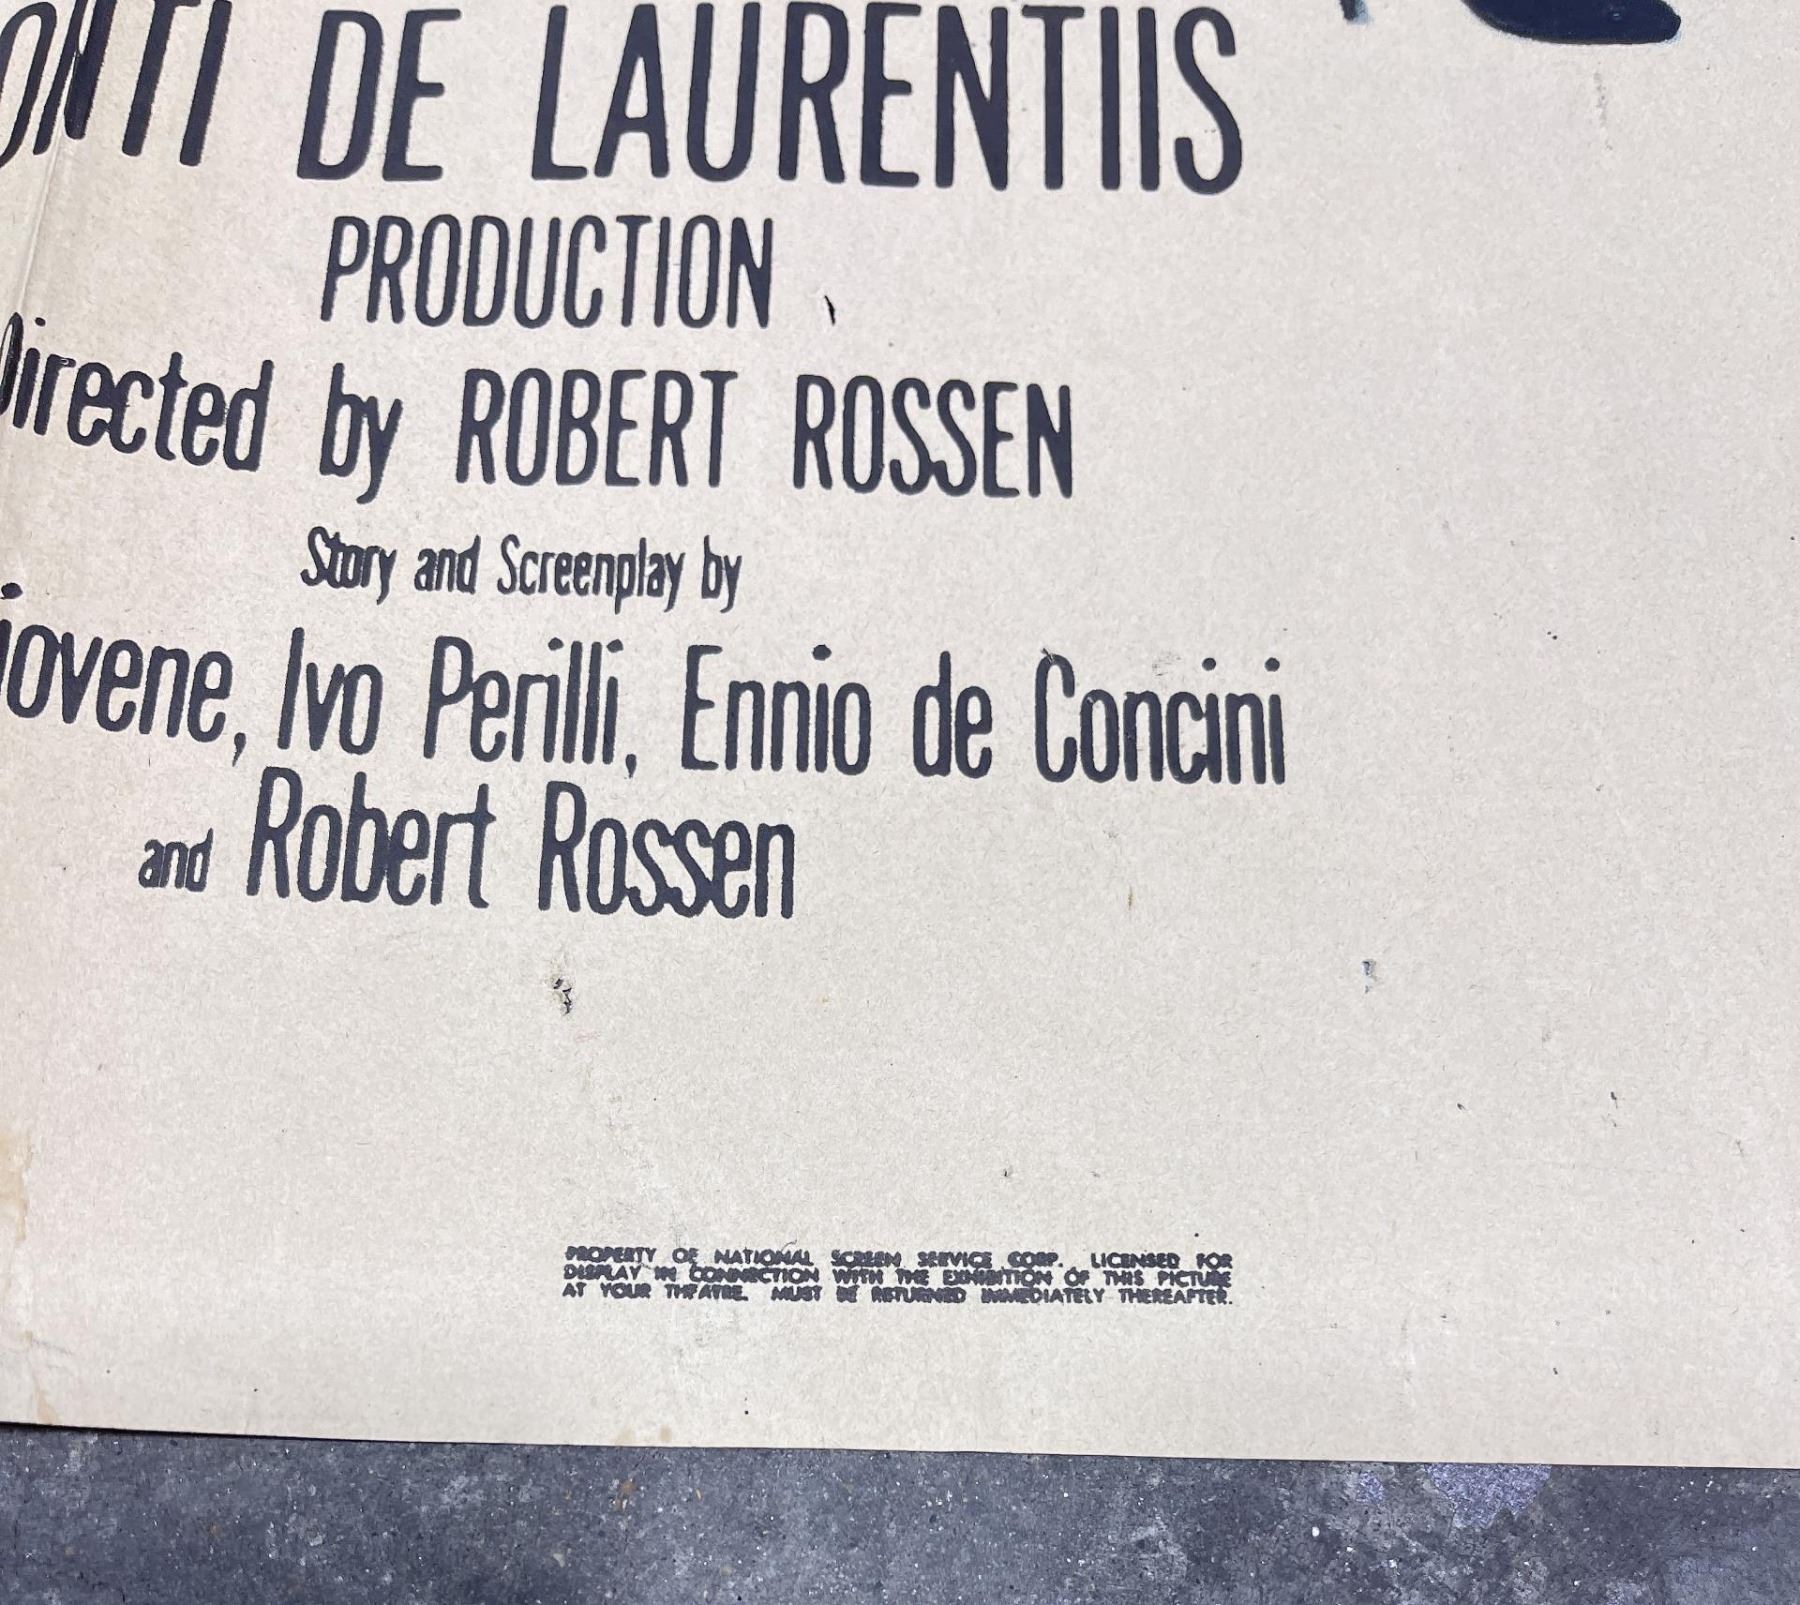 ONTI DE LAURENTIIS
PRODUCTION
Directed by ROBERT ROSSEN
Story and Screenplay by
iovene, Ivo Perilli, Ennio de Concini
and Robert Rossen
PROPERTY OF NATIONAL SCREEN SERVICE CORP. LICENSED FOR
DISPLAY IN CONNECTION WITH THE EXHIBITION OF THIS PICTURE
AT YOUR THEATRE. MUST BE RETURNED IMMEDIATELY THEREAFTER.